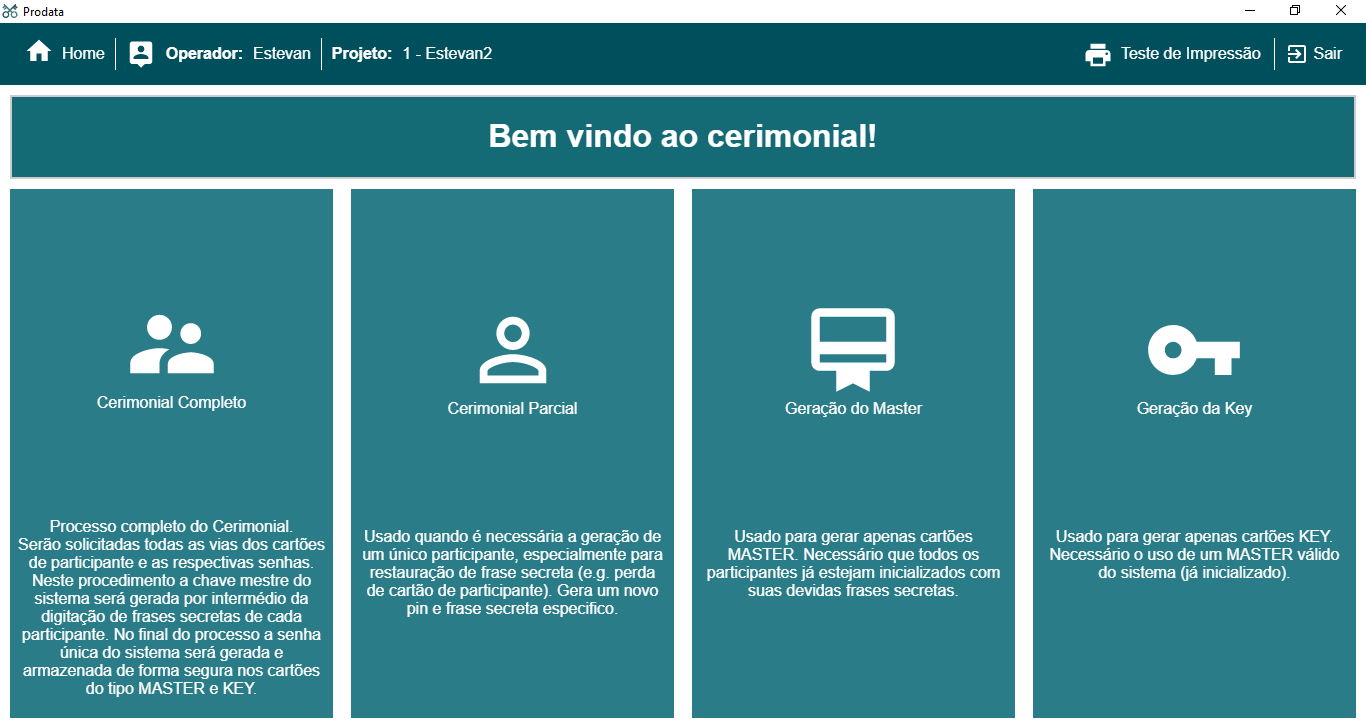 Prodata
Home
Operador: Estevan
Projeto: 1 - Estevan2
Teste de Impressão
Sair
Bem vindo ao cerimonial!
Cerimonial Completo
Processo completo do Cerimonial.
Serão solicitadas todas as vias dos cartões
de participante e as respectivas senhas.
Neste procedimento a chave mestre do
sistema será gerada por intermédio da
digitação de frases secretas de cada
participante. No final do processo a senha
única do sistema será gerada e
armazenada de forma segura nos cartões
do tipo MASTER e KEY.
Cerimonial Parcial
Usado quando é necessária a geração de
um único participante, especialmente para
restauração de frase secreta (e.g. perda
de cartão de participante). Gera um novo
pin e frase secreta especifico.
Geração do Master
Usado para gerar apenas cartões
MASTER. Necessário que todos os
participantes já estejam inicializados com
suas devidas frases secretas.
Geração da Key
Usado para gerar apenas cartões KEY.
Necessário o uso de um MASTER válido
do sistema (já inicializado).